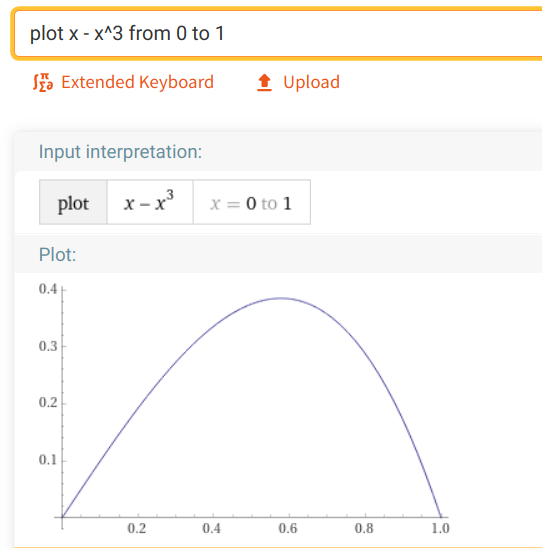 plot x - x^3 from 0 to 1
Extended Keyboard Upload
Input interpretation:
plot x − x³ x = 0 to 1
Plot:
0.4
0.3
0.2
0.1
0.2 0.4 0.6 0.8 1.0